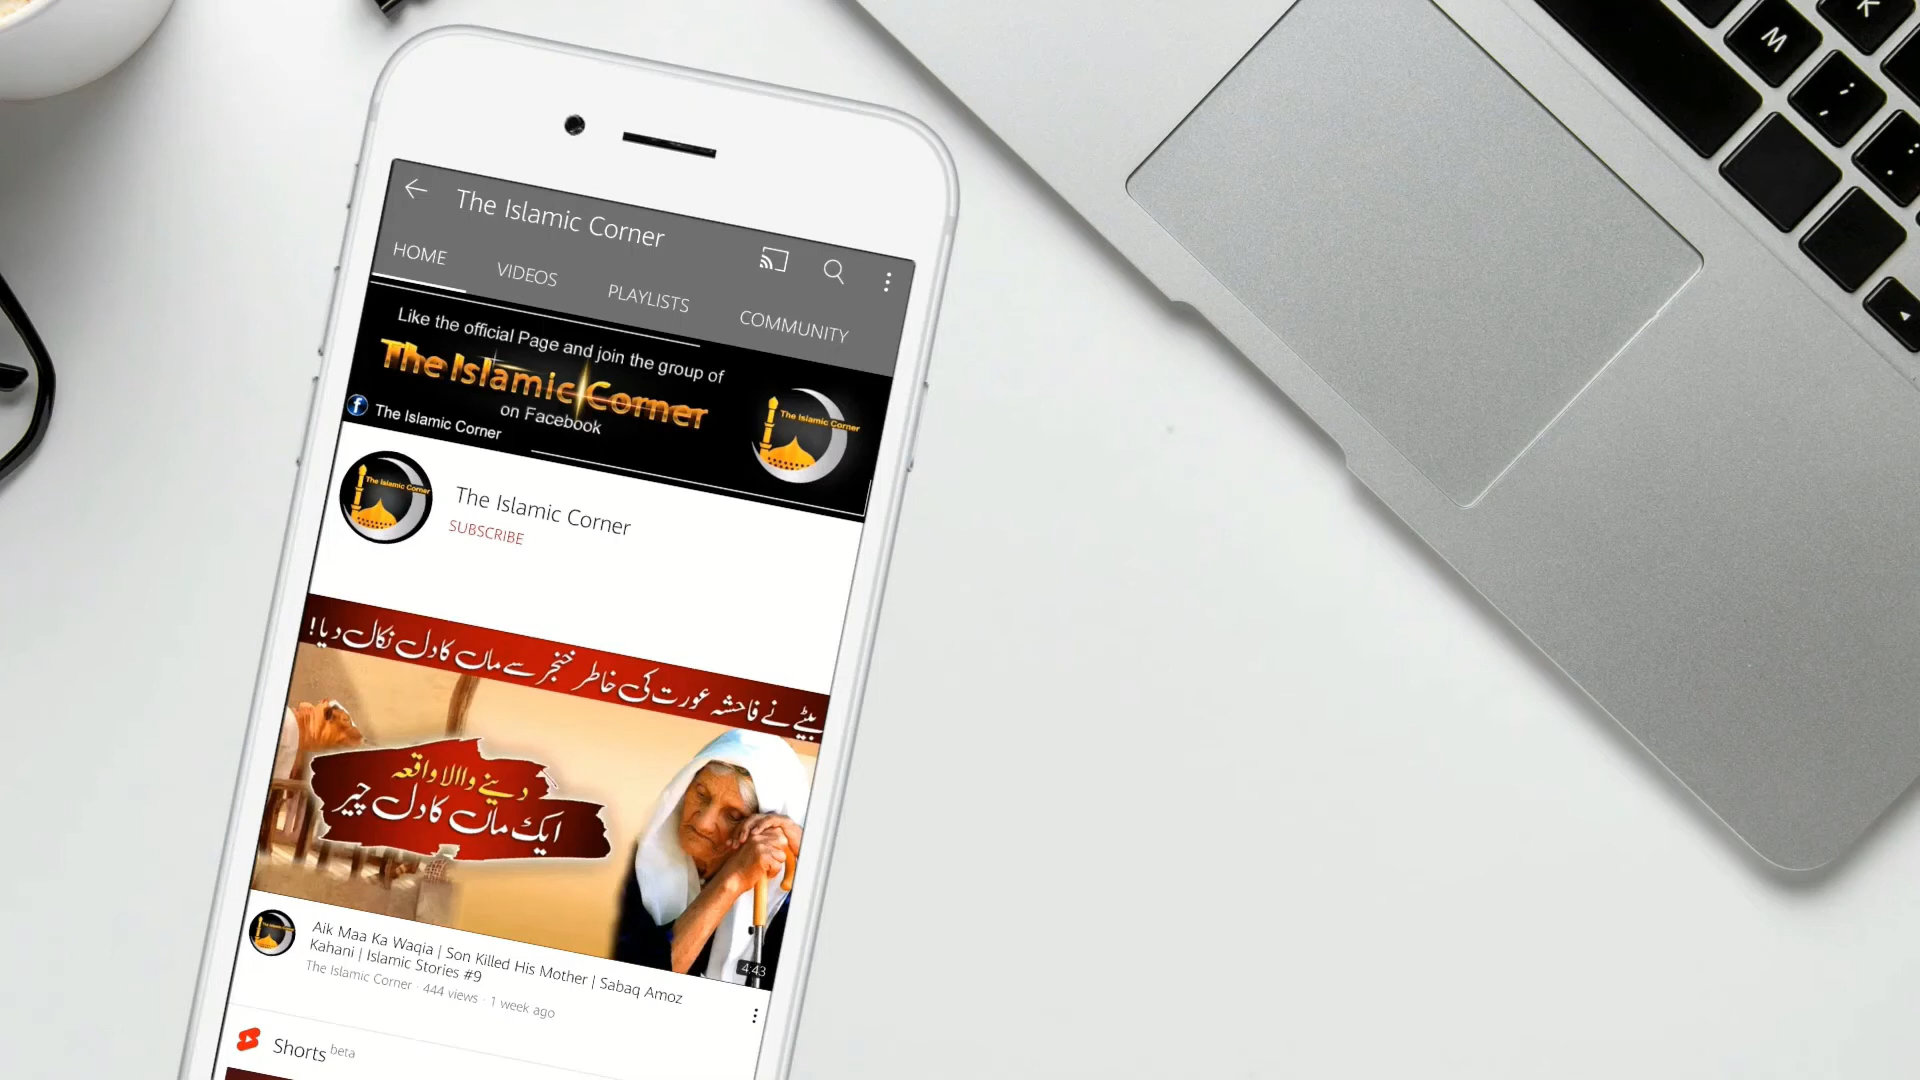 The Islamic Corner
HOME VIDEOS PLAYLISTS COMMUNITY
Like the official Page and join the group of
The Islamic Corner
on Facebook
The Islamic Corner
The Islamic Corner
The Islamic Corner
The Islamic Corner
SUBSCRIBE
بیٹے نے فاحشہ عورت کی خاطر خنجر سے ماں کا دل نکال دیا!
ایک ماں کا دل چیر
دینے واالا واقعہ
4:43
The Islamic Corner
Aik Maa Ka Waqia | Son Killed His Mother | Sabaq Amoz
Kahani | Islamic Stories #9
The Islamic Corner · 444 views · 1 week ago
Shorts beta
K
M
;
: